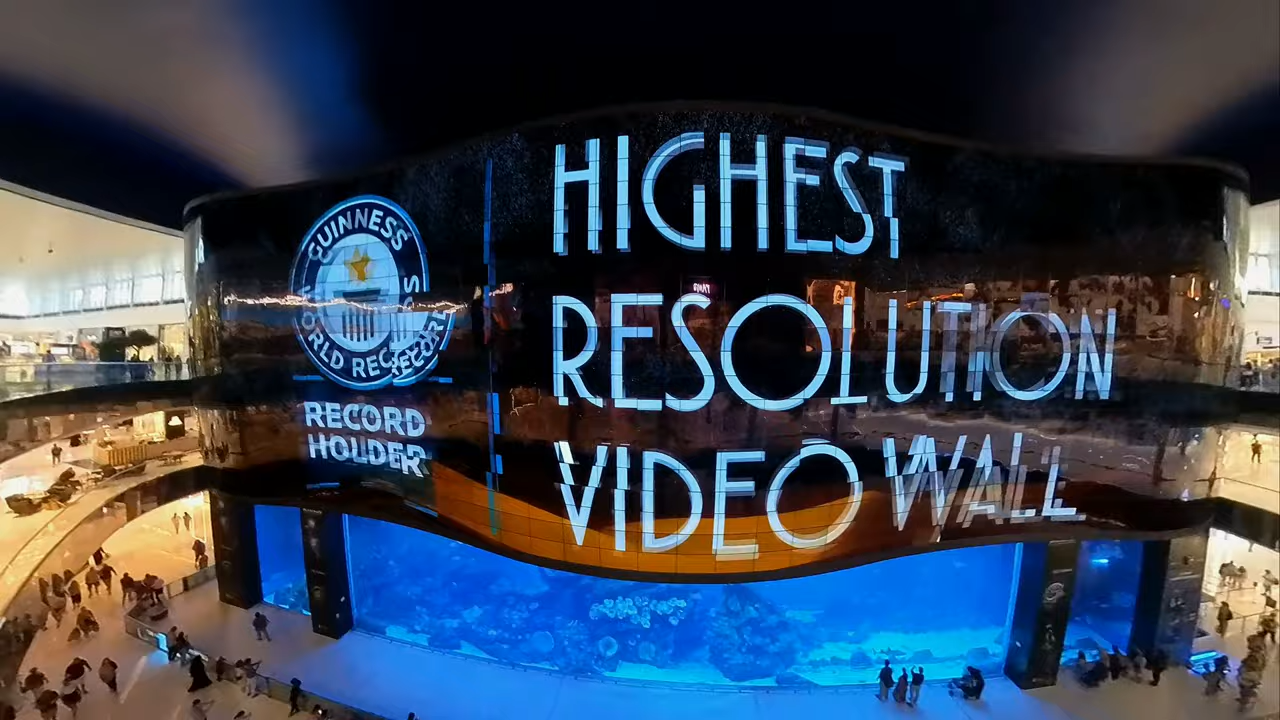 GUINNESS
WORLD RECORDS
RECORD
HOLDER
HIGHEST
RESOLUTION
VIDEO WALL